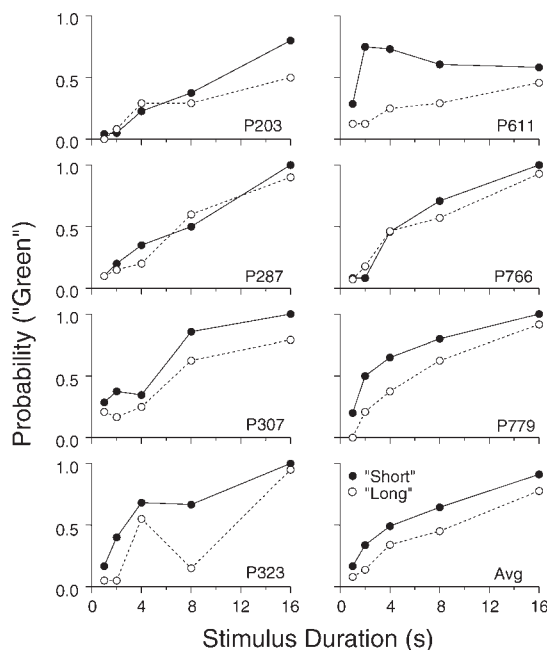 Probability ("Green")
1.0
0.5
0.0
P203
P611
1.0
0.5
0.0
P287
P766
1.0
0.5
0.0
P307
P779
1.0
0.5
0.0
P323
"Short"
"Long"
Avg
0 4 8 12 16
0 4 8 12 16
Stimulus Duration (s)